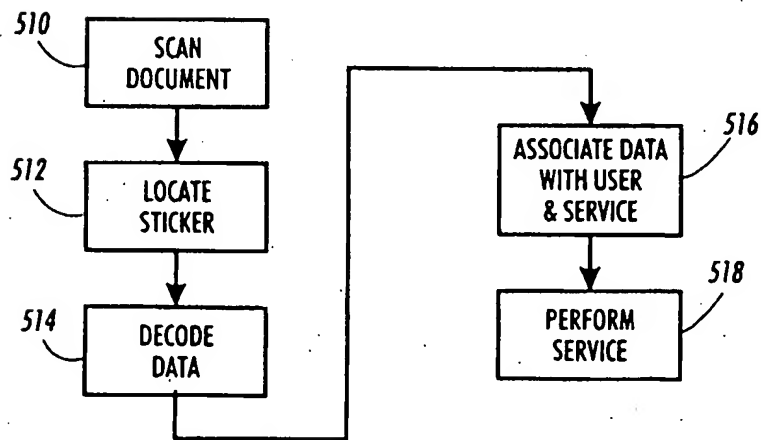 510
SCAN
DOCUMENT
512
LOCATE
STICKER
514
DECODE
DATA
516
ASSOCIATE DATA
WITH USER
& SERVICE
518
PERFORM
SERVICE